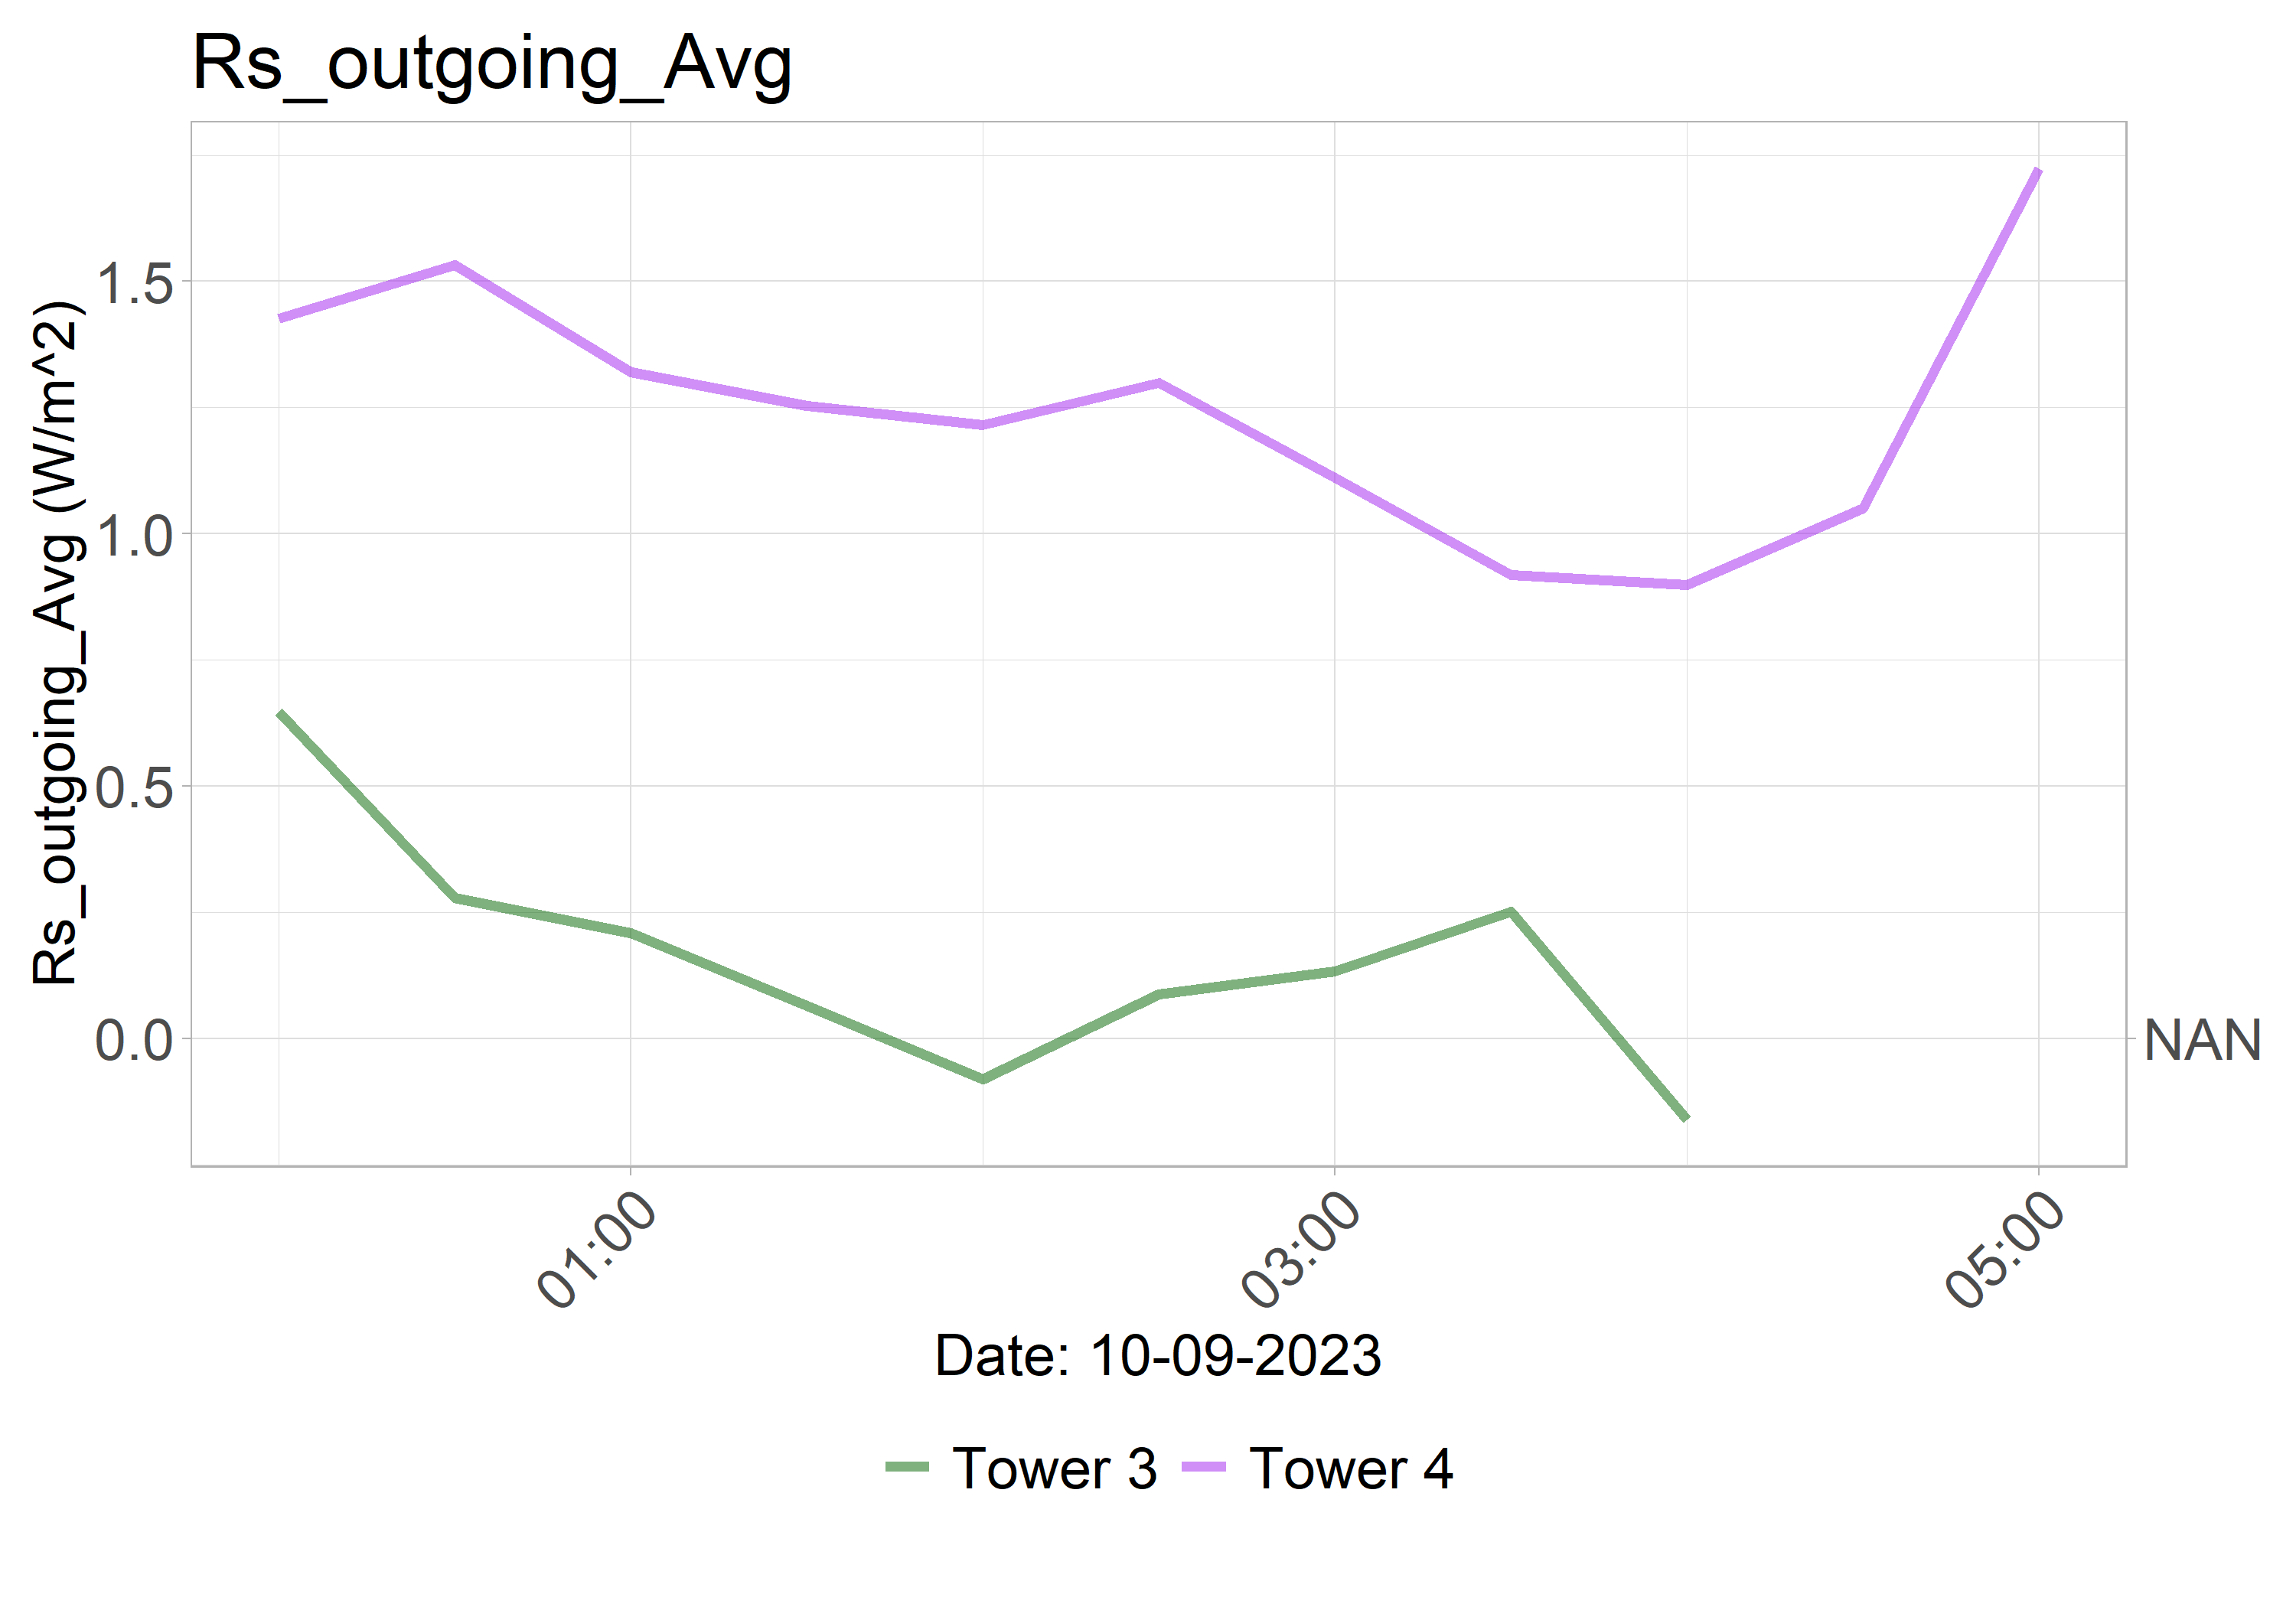 Rs_outgoing_Avg
Rs_outgoing_Avg (W/m^2)
1.5
1.0
0.5
0.0
NAN
01:00
03:00
05:00
Date: 10-09-2023
Tower 3
Tower 4